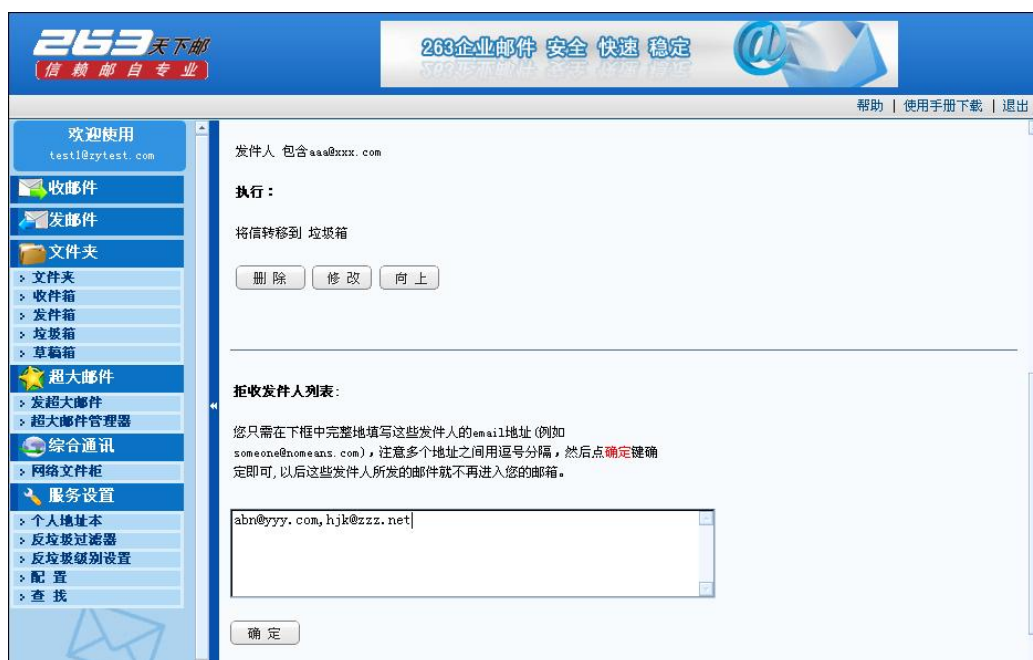 263天下邮
信赖邮自专业
263企业邮件 安全 快速 稳定
帮助 | 使用手册下载 | 退出
欢迎使用
test1@zytest.com
收邮件
发邮件
文件夹
文件夹
收件箱
发件箱
垃圾箱
草稿箱
超大邮件
发超大邮件
超大邮件管理器
综合通讯
网络文件柜
服务设置
个人地址本
反垃圾过滤器
反垃圾级别设置
配 置
查 找
发件人 包含aaa@xxx.com
执行：
将信转移到 垃圾箱
删 除 修 改 向 上
拒收发件人列表:
您只需在下框中完整地填写这些发件人的email地址(例如
someone@nomeans.com)，注意多个地址之间用逗号分隔，然后点确定键确
定即可,以后这些发件人所发的邮件就不再进入您的邮箱。
abn@yyy.com,hjk@zzz.net
确 定